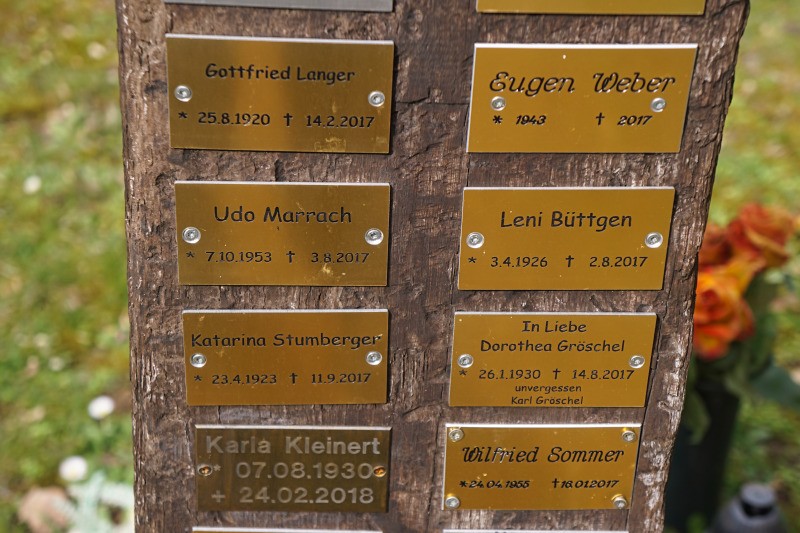 Gottfried Langer
* 25.8.1920 † 14.2.2017
Eugen Weber
* 1943 † 2017
Udo Marrach
* 7.10.1953 † 3.8.2017
Leni Büttgen
* 3.4.1926 † 2.8.2017
Katarina Stumberger
* 23.4.1923 † 11.9.2017
In Liebe
Dorothea Gröschel
* 26.1.1930 † 14.8.2017
unvergessen
Karl Gröschel
Karla Kleinert
* 07.08.1930
+ 24.02.2018
Wilfried Sommer
*24.04.1955 †16.01.2017